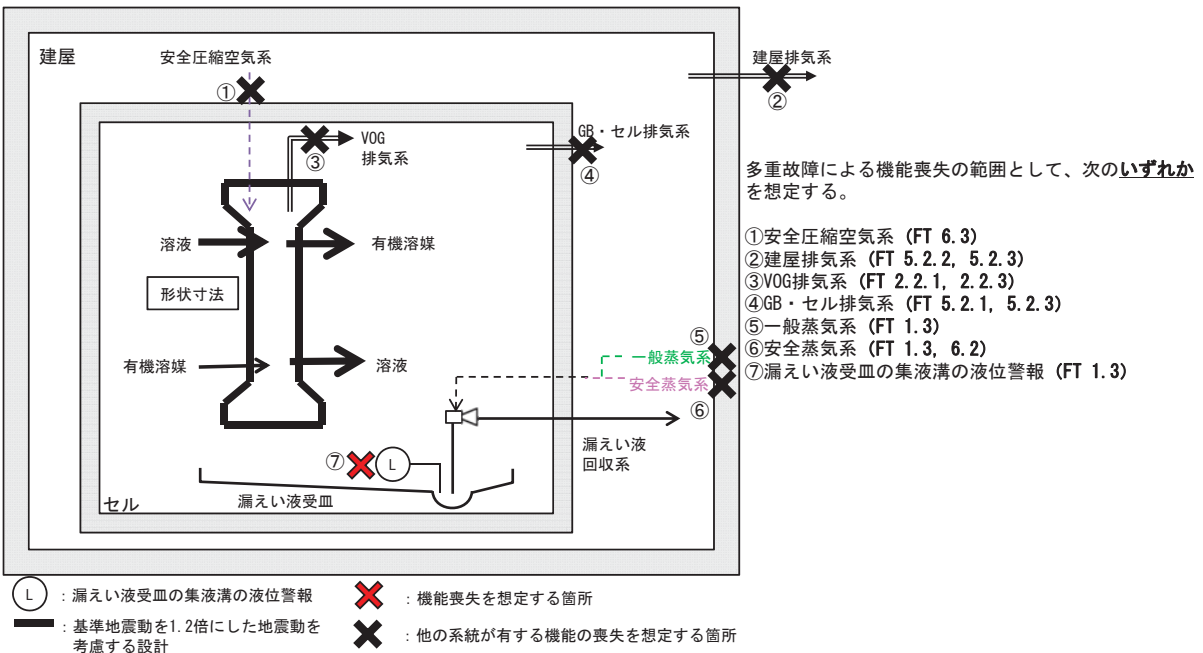 建屋
安全圧縮空気系
①
建屋排気系
②
VOG
排気系
③
GB・セル排気系
④
溶液
有機溶媒
形状寸法
有機溶媒
溶液
⑤
一般蒸気系
安全蒸気系
⑥
漏えい液
回収系
⑦
L
漏えい液受皿
セル
多重故障による機能喪失の範囲として、次のいずれか
を想定する。
①安全圧縮空気系 (FT 6.3)
②建屋排気系 (FT 5.2.2, 5.2.3)
③VOG排気系 (FT 2.2.1, 2.2.3)
④GB・セル排気系 (FT 5.2.1, 5.2.3)
⑤一般蒸気系 (FT 1.3)
⑥安全蒸気系 (FT 1.3, 6.2)
⑦漏えい液受皿の集液溝の液位警報 (FT 1.3)
L :漏えい液受皿の集液溝の液位警報
:機能喪失を想定する箇所
:基準地震動を1.2倍にした地震動を
考慮する設計
:他の系統が有する機能の喪失を想定する箇所